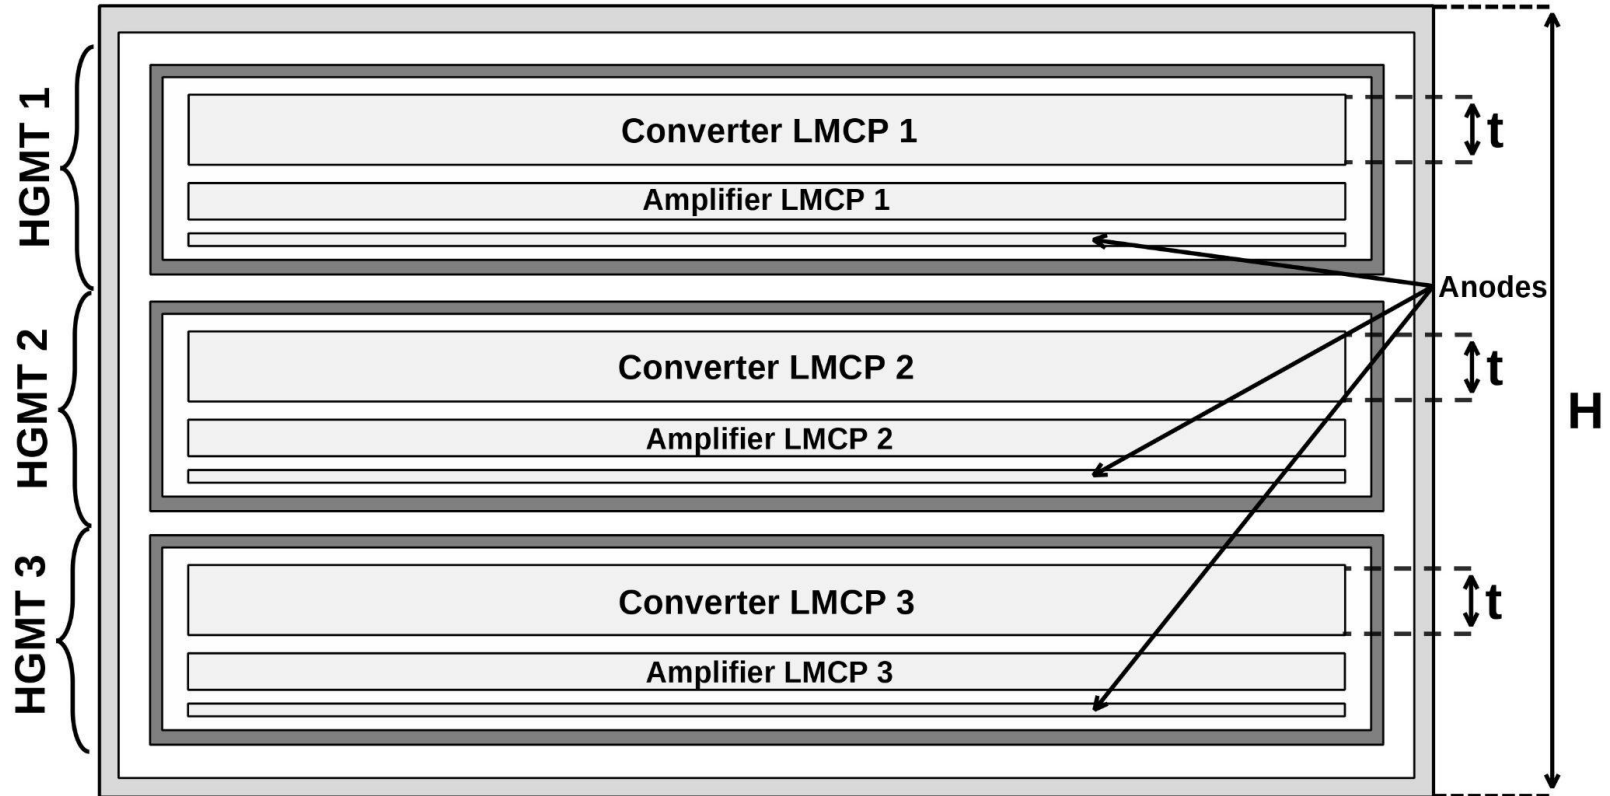 HGMT 1
Converter LMCP 1
t
Amplifier LMCP 1
Anodes
HGMT 2
Converter LMCP 2
t
H
Amplifier LMCP 2
HGMT 3
Converter LMCP 3
t
Amplifier LMCP 3